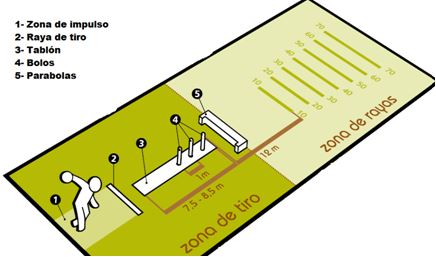 1- Zona de impulso
2- Raya de tiro
3- Tablón
4- Bolos
5- Parabolas
70
60
50
40
30
20
10
70
60
50
40
30
20
10
zona de rayas
5
4
3
2
1
12 m
1m
7,5 - 8,5 m
zona de tiro